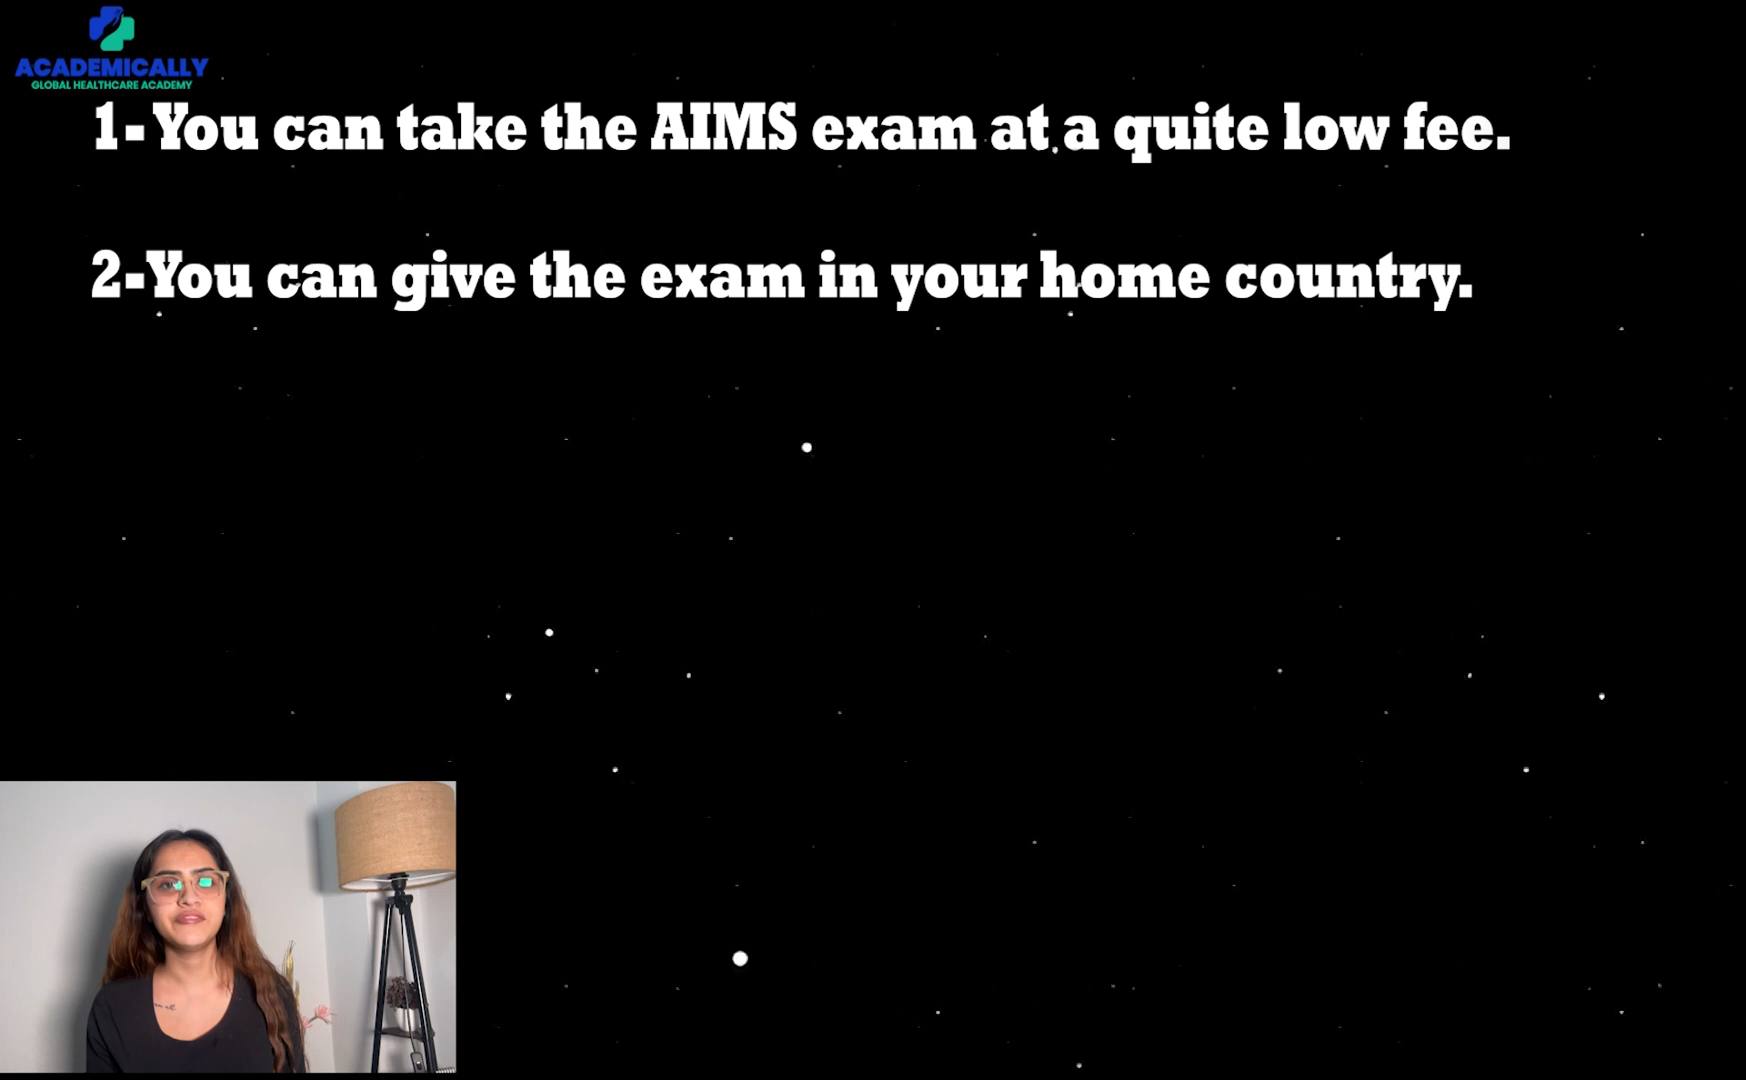 ACADEMICALLY
GLOBAL HEALTHCARE ACADEMY
1-You can take the AIMS exam at a quite low fee.
2-You can give the exam in your home country.